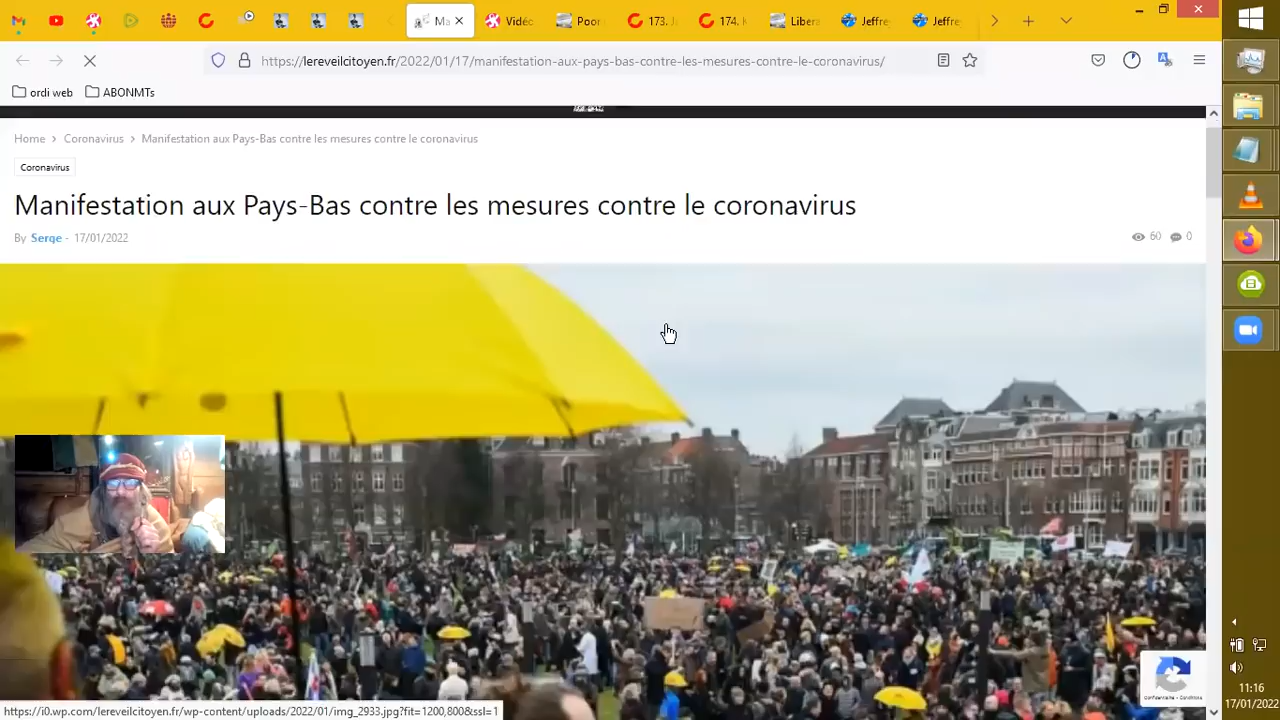 Ma
Vidéo
Poor
173. J
174. K
Libera
Jeffre
Jeffre
https://lereveilcitoyen.fr/2022/01/17/manifestation-aux-pays-bas-contre-les-mesures-contre-le-coronavirus/
ordi web
ABONMTs
Home > Coronavirus > Manifestation aux Pays-Bas contre les mesures contre le coronavirus
Coronavirus
Manifestation aux Pays-Bas contre les mesures contre le coronavirus
By Serge - 17/01/2022
60 0
Confidentialité - Conditions
https://i0.wp.com/lereveilcitoyen.fr/wp-content/uploads/2022/01/img_2933.jpg?fit=1200,800&ssl=1
11:16
17/01/2022